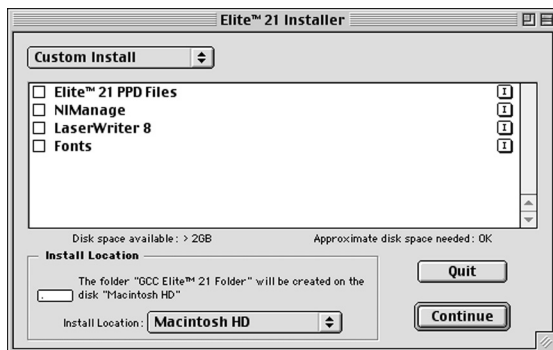 Elite™ 21 Installer
Custom Install
Elite™ 21 PPD Files
NIManage
LaserWriter 8
Fonts
I
I
I
I
Disk space available: > 2GB
Approximate disk space needed: 0K
Install Location
The folder "GCC Elite™ 21 Folder" will be created on the
disk "Macintosh HD"
Install Location: Macintosh HD
Quit
Continue